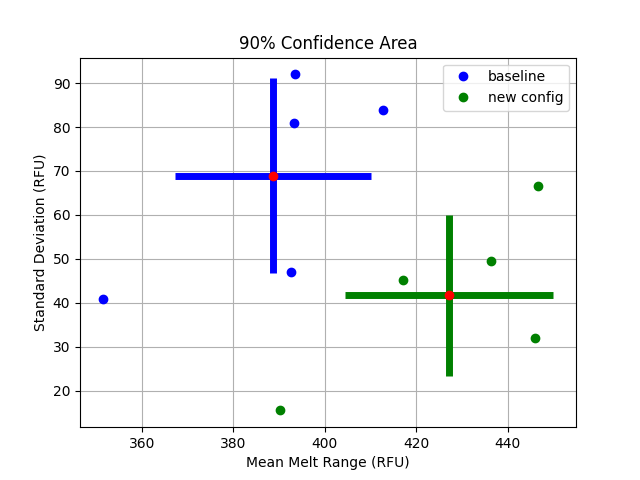 90% Confidence Area
baseline
new config
90
80
70
60
50
40
30
20
Standard Deviation (RFU)
360
380
400
420
440
Mean Melt Range (RFU)